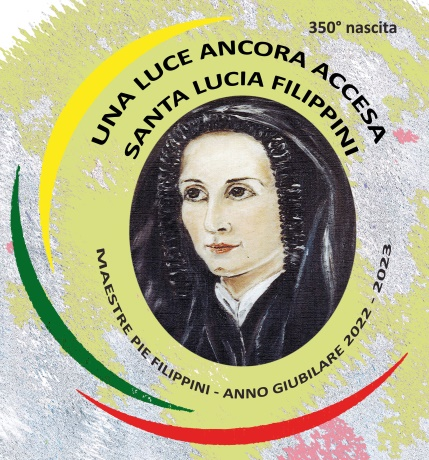 350° nascita
UNA LUCE ANCORA ACCESA
SANTA LUCIA FILIPPINI
MAESTRE PIE FILIPPINI - ANNO GIUBILARE 2022 - 2023